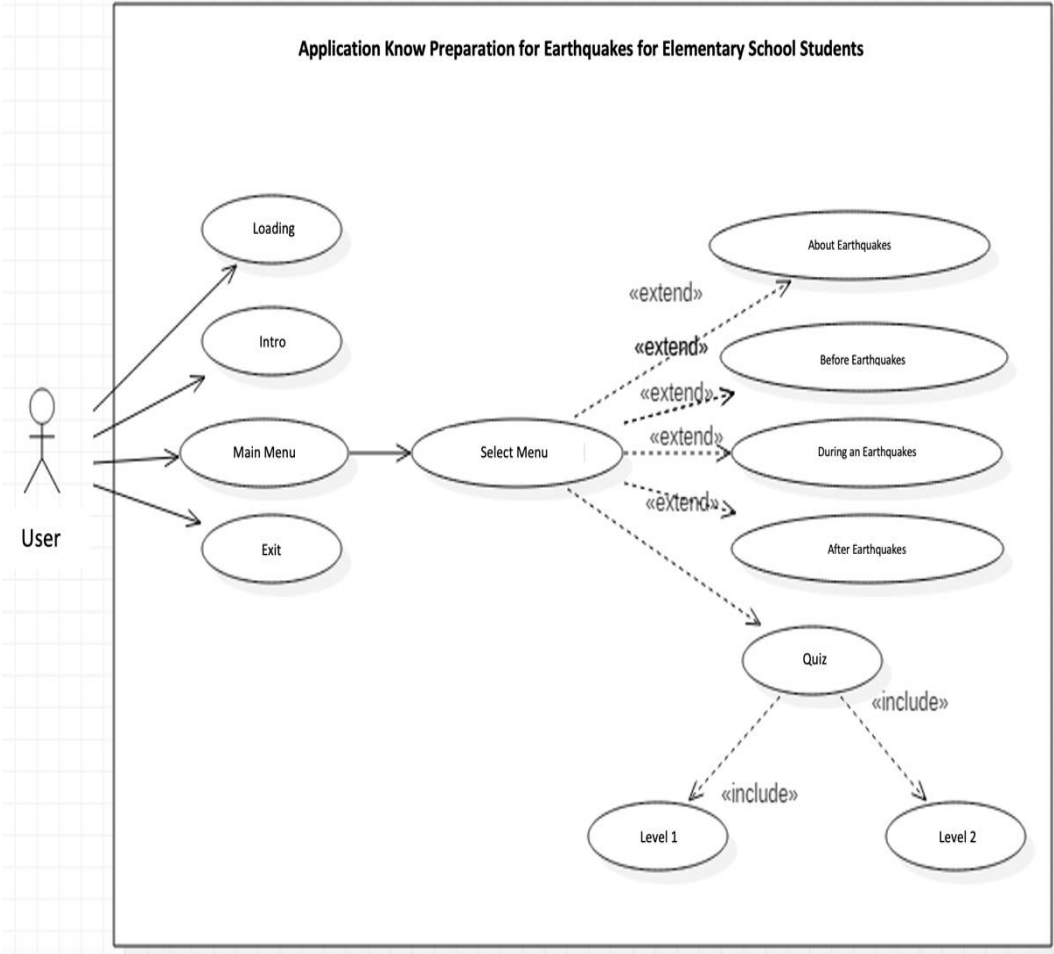 Application Know Preparation for Earthquakes for Elementary School Students
Loading
About Earthquakes
«extend»
Intro
«extend»
Before Earthquakes
«extend»
User
Main Menu
Select Menu
«extend»
During an Earthquakes
«extend»
Exit
After Earthquakes
Quiz
«include»
«include»
Level 1
Level 2